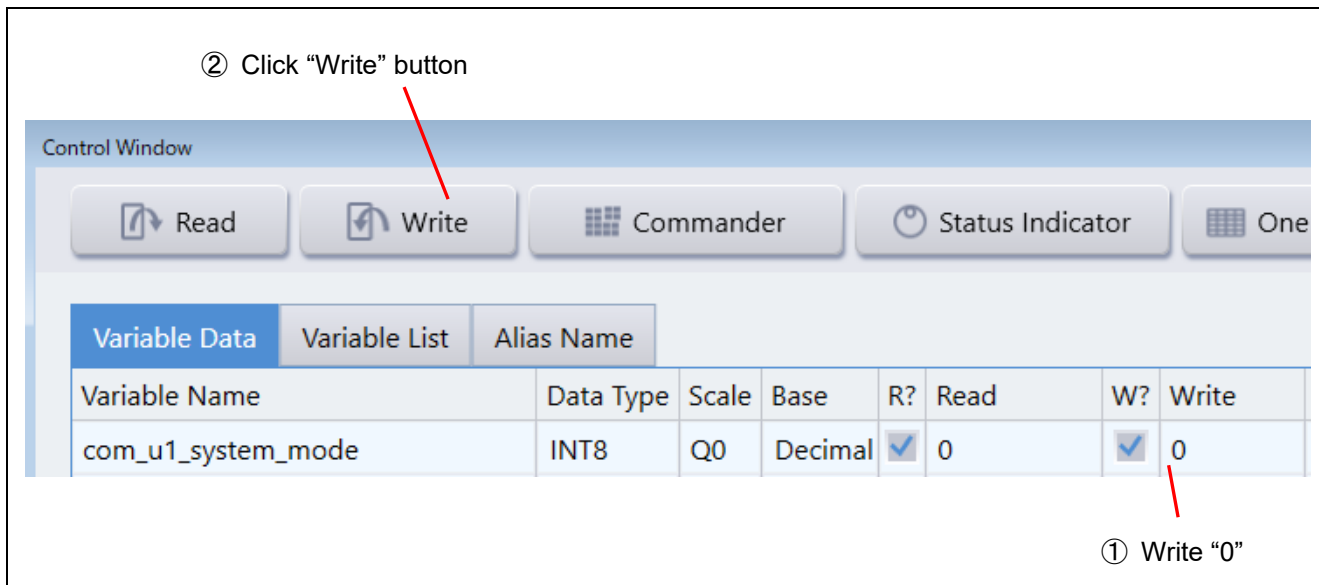 ② Click “Write” button
Control Window
Read Write Commander Status Indicator One
Variable Data Variable List Alias Name
Variable Name Data Type Scale Base R? Read W? Write
com_u1_system_mode INT8 Q0 Decimal 0 0
① Write “0”